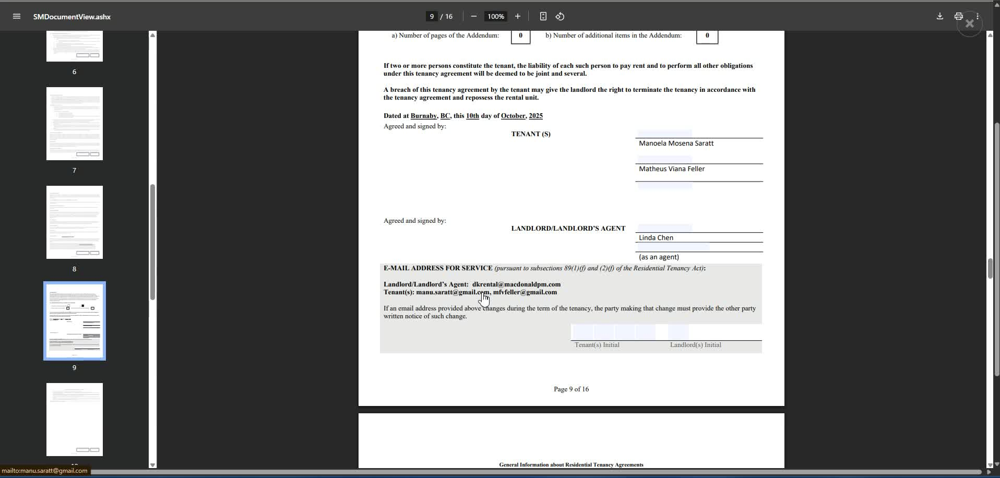 SMDocumentView.ashx
9 / 16
100%
a) Number of pages of the Addendum: 0 b) Number of additional items in the Addendum: 0
If two or more persons constitute the tenant, the liability of each such person to pay rent and to perform all other obligations
under this tenancy agreement will be deemed to be joint and several.
A breach of this tenancy agreement by the tenant may give the landlord the right to terminate the tenancy in accordance with
the tenancy agreement and repossess the rental unit.
Dated at Burnaby, BC, this 10th day of October, 2025
Agreed and signed by:
TENANT (S)
Manoela Mosena Saratt
Matheus Viana Feller
Agreed and signed by:
LANDLORD/LANDLORD'S AGENT
Linda Chen
(as an agent)
E-MAIL ADDRESS FOR SERVICE (pursuant to subsections 89(1)(f) and (2)(f) of the Residential Tenancy Act):
Landlord/Landlord's Agent: dkrental@macdonaldpm.com
Tenant(s): manu.saratt@gmail.com, mfvfeller@gmail.com
If an email address provided above changes during the term of the tenancy, the party making that change must provide the other party
written notice of such change.
Tenant(s) Initial Landlord(s) Initial
Page 9 of 16
General Information about Residential Tenancy Agreements
6
7
8
9
mailto:manu.saratt@gmail.com